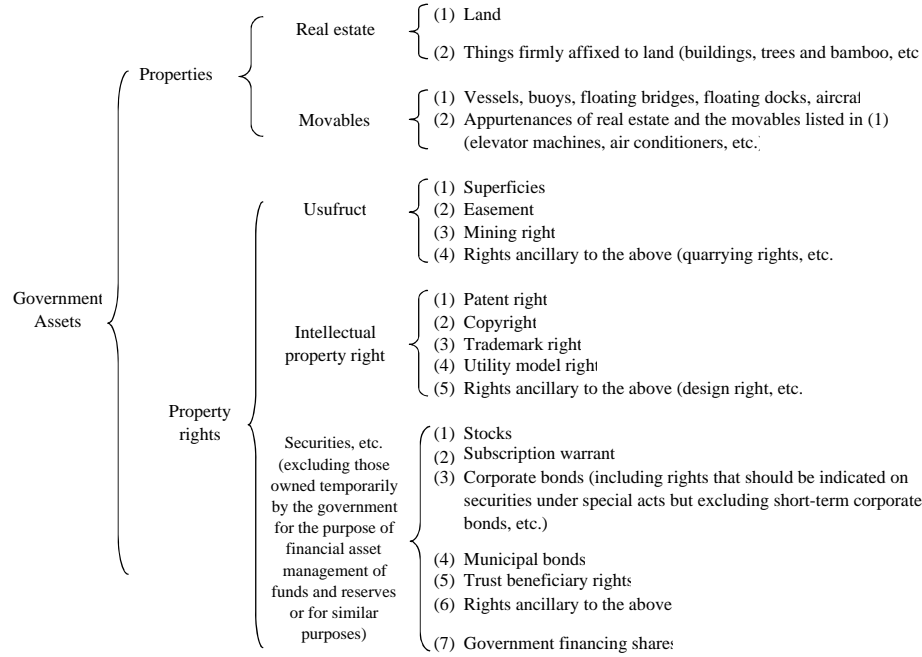 Government
Assets
Properties
Real estate
(1) Land
(2) Things firmly affixed to land (buildings, trees and bamboo, etc
Movables
(1) Vessels, buoys, floating bridges, floating docks, aircraf
(2) Appurtenances of real estate and the movables listed in (1)
(elevator machines, air conditioners, etc.
Property
rights
Usufruct
(1) Superficies
(2) Easement
(3) Mining right
(4) Rights ancillary to the above (quarrying rights, etc.
Intellectual
property right
(1) Patent right
(2) Copyright
(3) Trademark right
(4) Utility model right
(5) Rights ancillary to the above (design right, etc.
Securities, etc.
(excluding those
owned temporarily
by the government
for the purpose of
financial asset
management of
funds and reserves
or for similar
purposes)
(1) Stocks
(2) Subscription warrant
(3) Corporate bonds (including rights that should be indicated on
securities under special acts but excluding short-term corporate
bonds, etc.)
(4) Municipal bonds
(5) Trust beneficiary rights
(6) Rights ancillary to the above
(7) Government financing shares